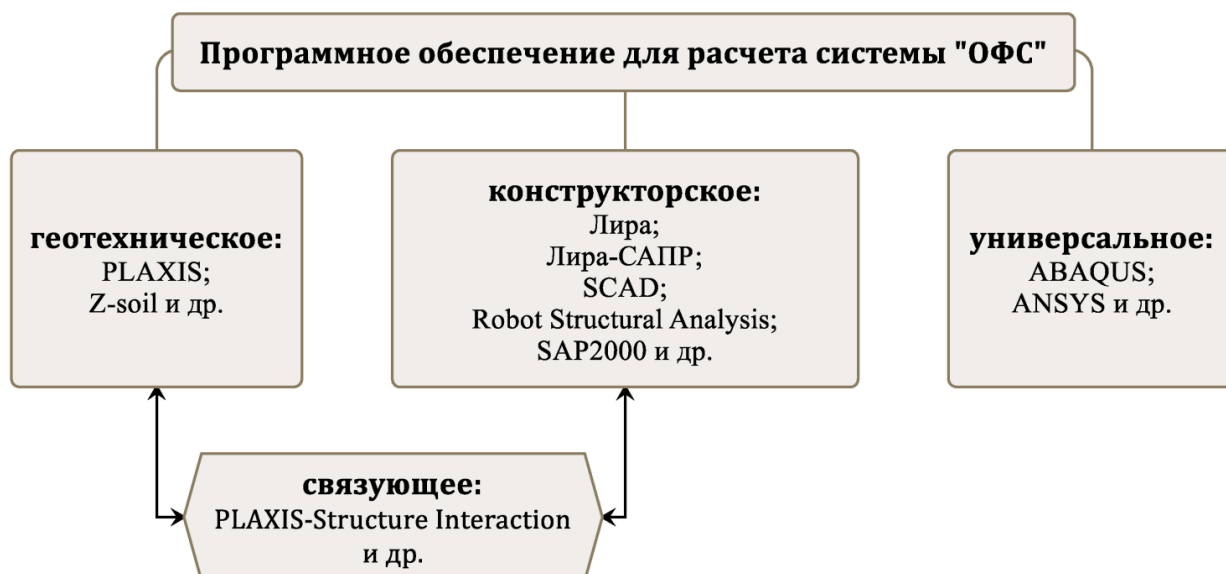 Программное обеспечение для расчета системы "ОФС"
геотехническое:
PLAXIS;
Z-soil и др.
конструкторское:
Лира;
Лира-САПР;
SCAD;
Robot Structural Analysis;
SAP2000 и др.
универсальное:
ABAQUS;
ANSYS и др.
связующее:
PLAXIS-Structure Interaction
и др.